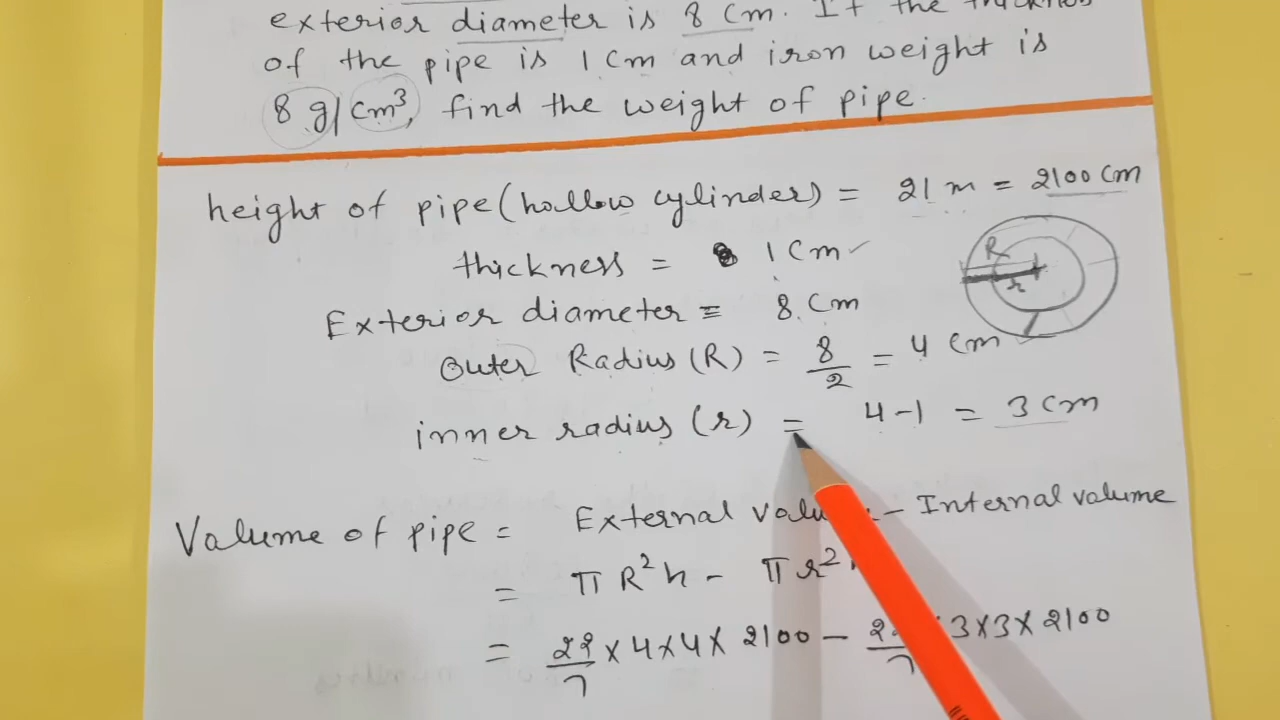 exterior diameter is 8 Cm. If the
of the pipe is 1 Cm and iron weight is
8 g/cm³, find the weight of pipe.
height of pipe (hollow cylinder) = 21 m = 2100 Cm
thickness = 1 Cm
R
r
Exterior diameter = 8 Cm
Outer Radius (R) = 8/2 = 4 Cm
inner radius (r) = 4 - 1 = 3 Cm
Volume of pipe = External - Internal volume
= π R² h - π r²
= 22/7 × 4 × 4 × 2100 - 3 × 3 × 2100